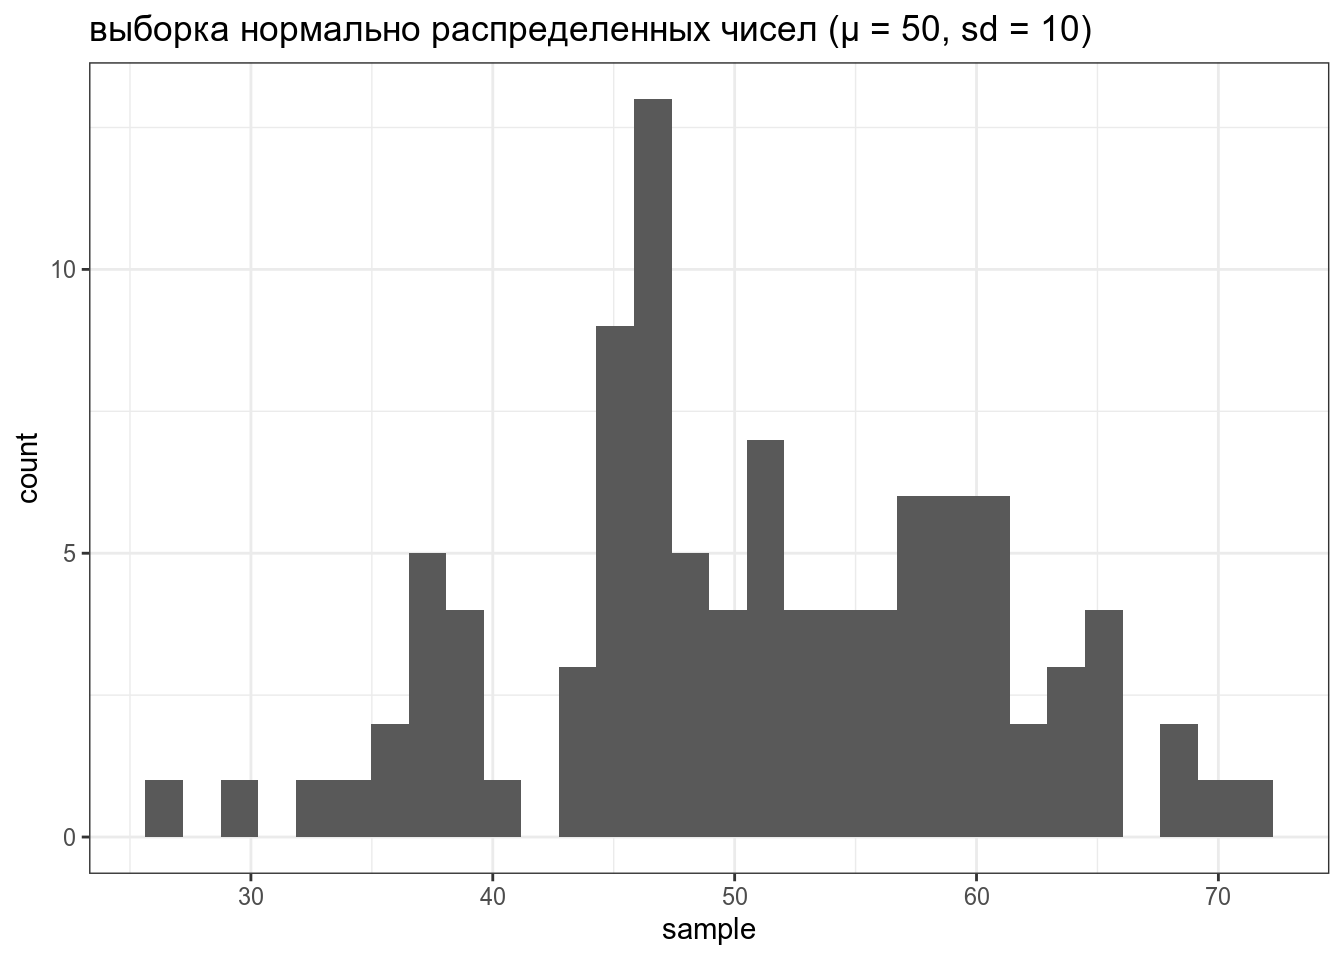 выборка нормально распределенных чисел (μ = 50, sd = 10)
10
5
0
count
30 40 50 60 70
sample